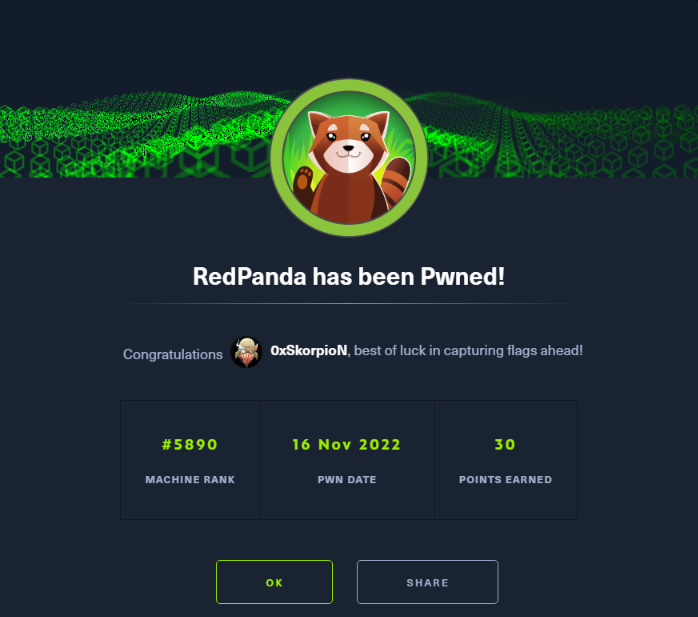 RedPanda has been Pwned!
Congratulations 0xSkorpioN, best of luck in capturing flags ahead!
#5890 16 Nov 2022 30
MACHINE RANK PWN DATE POINTS EARNED
OK SHARE